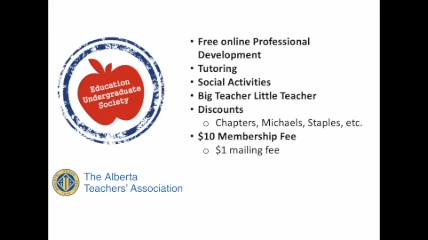 Education
Undergraduate
Society
The Alberta
Teachers' Association
• Free online Professional
Development
• Tutoring
• Social Activities
• Big Teacher Little Teacher
• Discounts
o Chapters, Michaels, Staples, etc.
• $10 Membership Fee
o $1 mailing fee